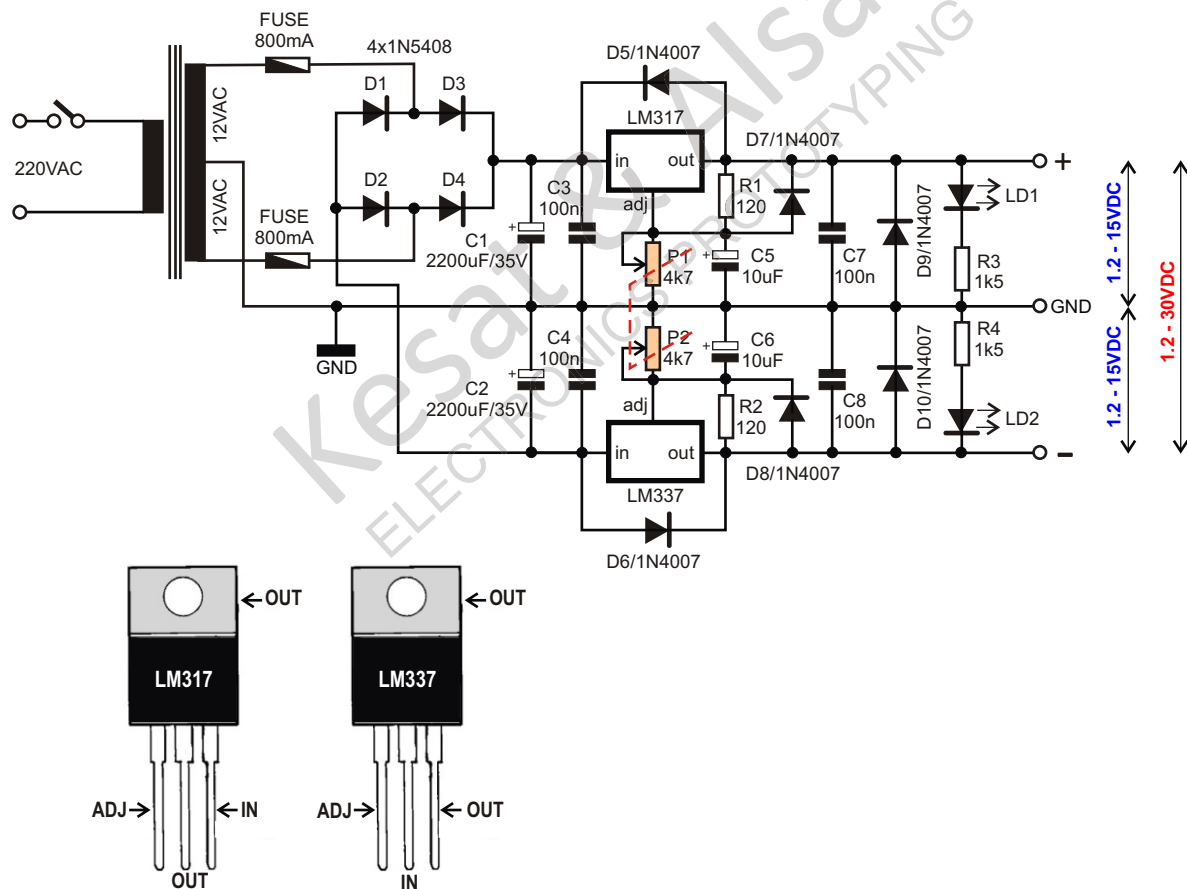 FUSE
800mA
4x1N5408
D5/1N4007
D1
D3
LM317
D7/1N4007
12VAC
in
out
+
220VAC
D2
D4
C3
100n
R1
120
adj
LD1
12VAC
FUSE
800mA
+
C1
2200uF/35V
P1
4k7
+
C5
10uF
C7
100n
D9/1N4007
R3
1k5
1.2 - 15VDC
GND
1.2 - 30VDC
GND
C4
100n
P2
4k7
+
C6
10uF
R4
1k5
+
C2
2200uF/35V
adj
R2
120
C8
100n
D10/1N4007
LD2
1.2 - 15VDC
in
out
-
LM337
D8/1N4007
D6/1N4007
Kesat & Alsa
ELECTRONICS PROTOTYPING
OUT
OUT
LM317
LM337
ADJ
IN
ADJ
OUT
OUT
IN